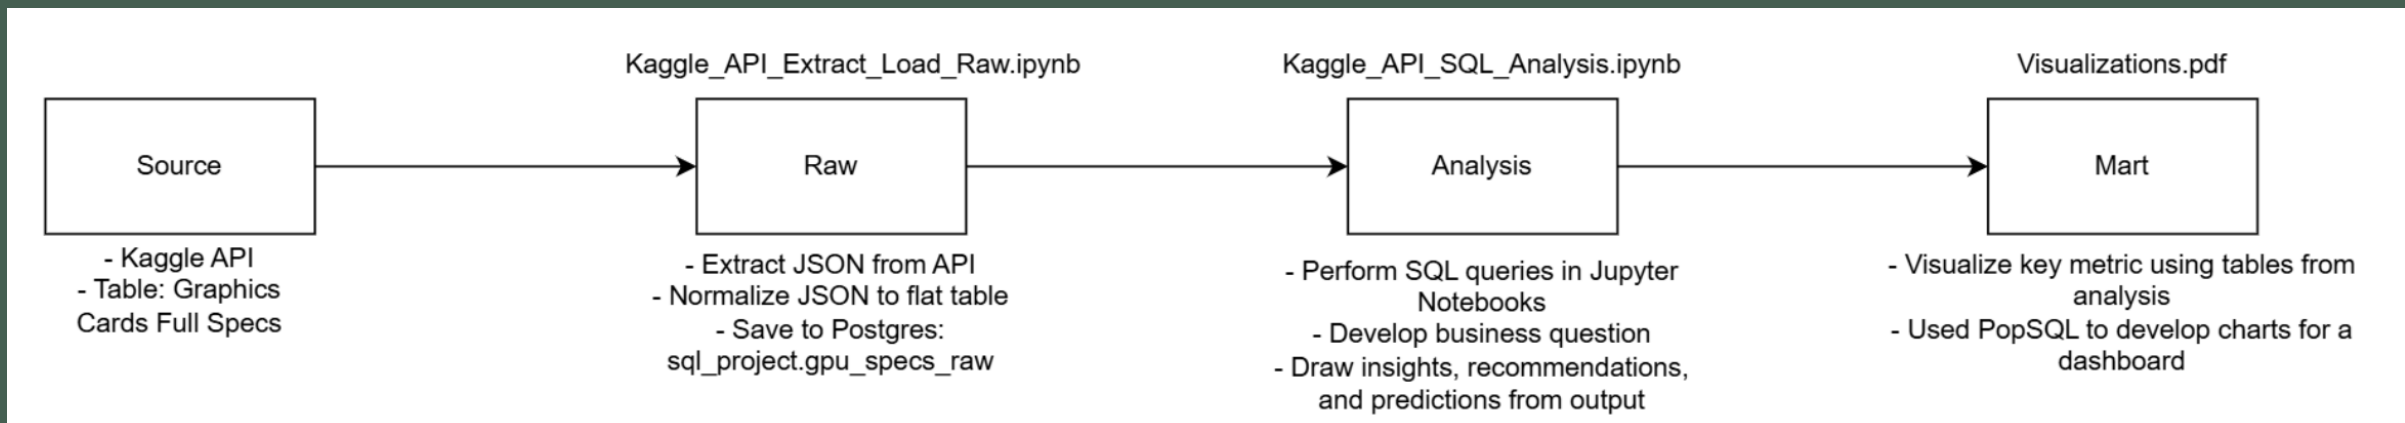 Kaggle_API_Extract_Load_Raw.ipynb
Kaggle_API_SQL_Analysis.ipynb
Visualizations.pdf
Source
Raw
Analysis
Mart
- Kaggle API
- Table: Graphics
Cards Full Specs
- Extract JSON from API
- Normalize JSON to flat table
- Save to Postgres:
sql_project.gpu_specs_raw
- Perform SQL queries in Jupyter
Notebooks
- Develop business question
- Draw insights, recommendations,
and predictions from output
- Visualize key metric using tables from
analysis
- Used PopSQL to develop charts for a
dashboard